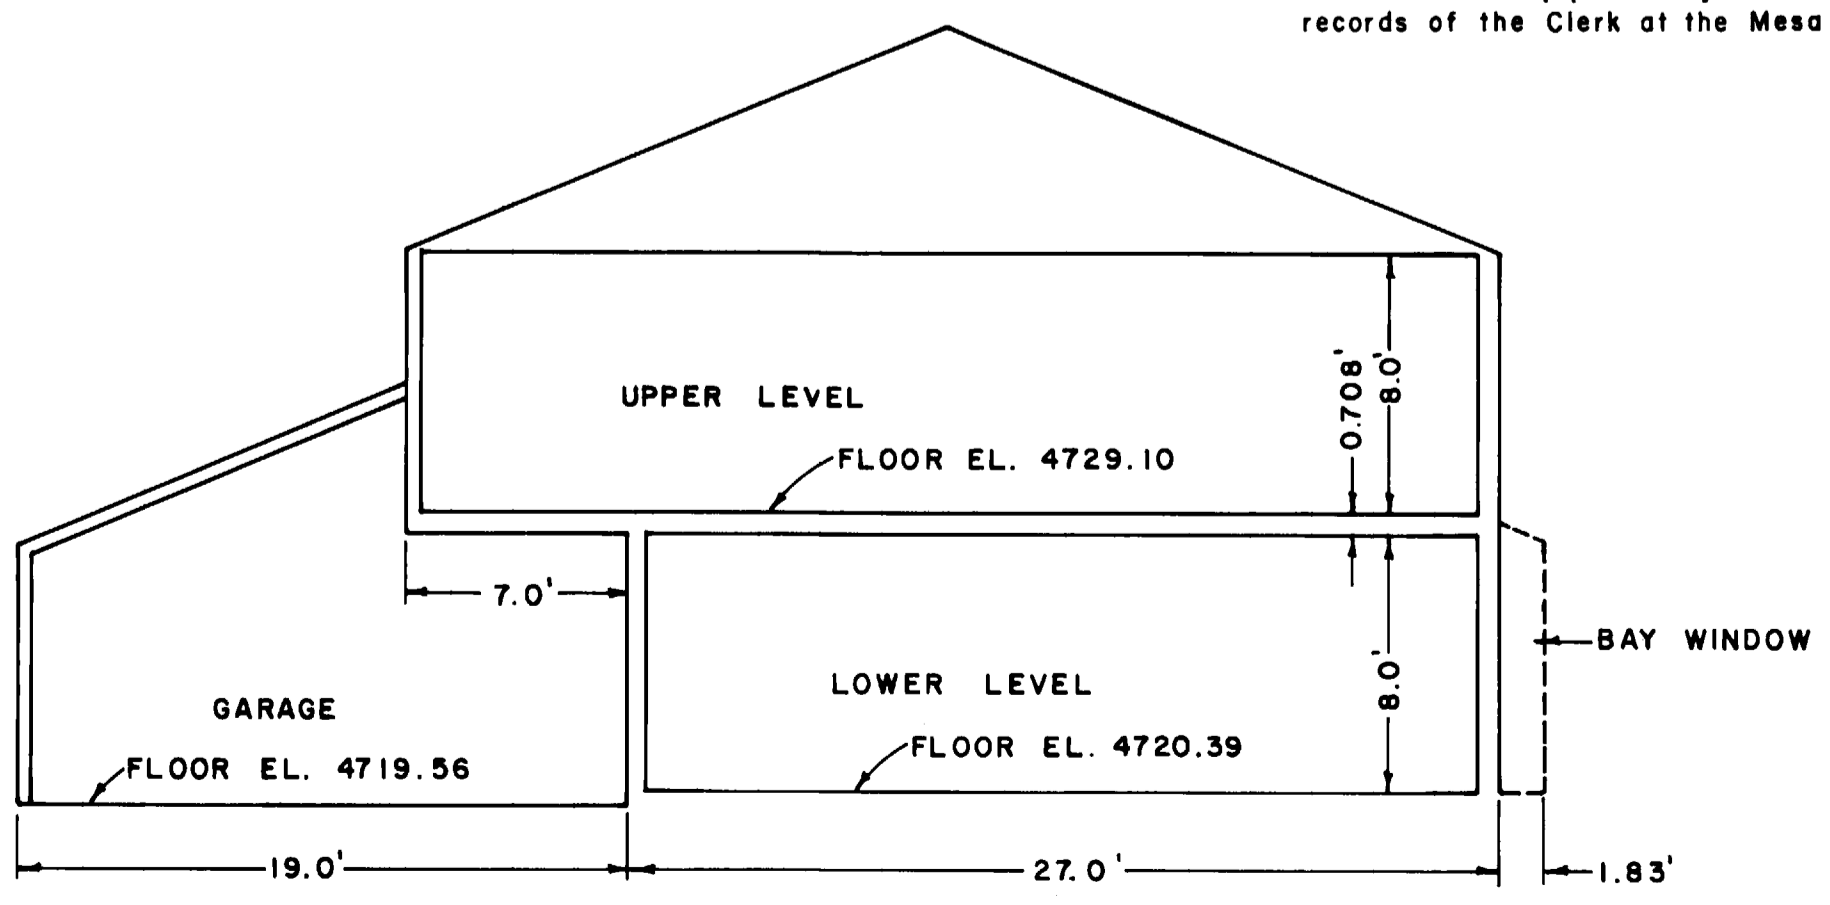 records of the Clerk at the Mesa
UPPER LEVEL
0.708'
8.0'
FLOOR EL. 4729.10
7.0'
BAY WINDOW
LOWER LEVEL
8.0'
GARAGE
FLOOR EL. 4720.39
FLOOR EL. 4719.56
19.0'
27.0'
1.83'